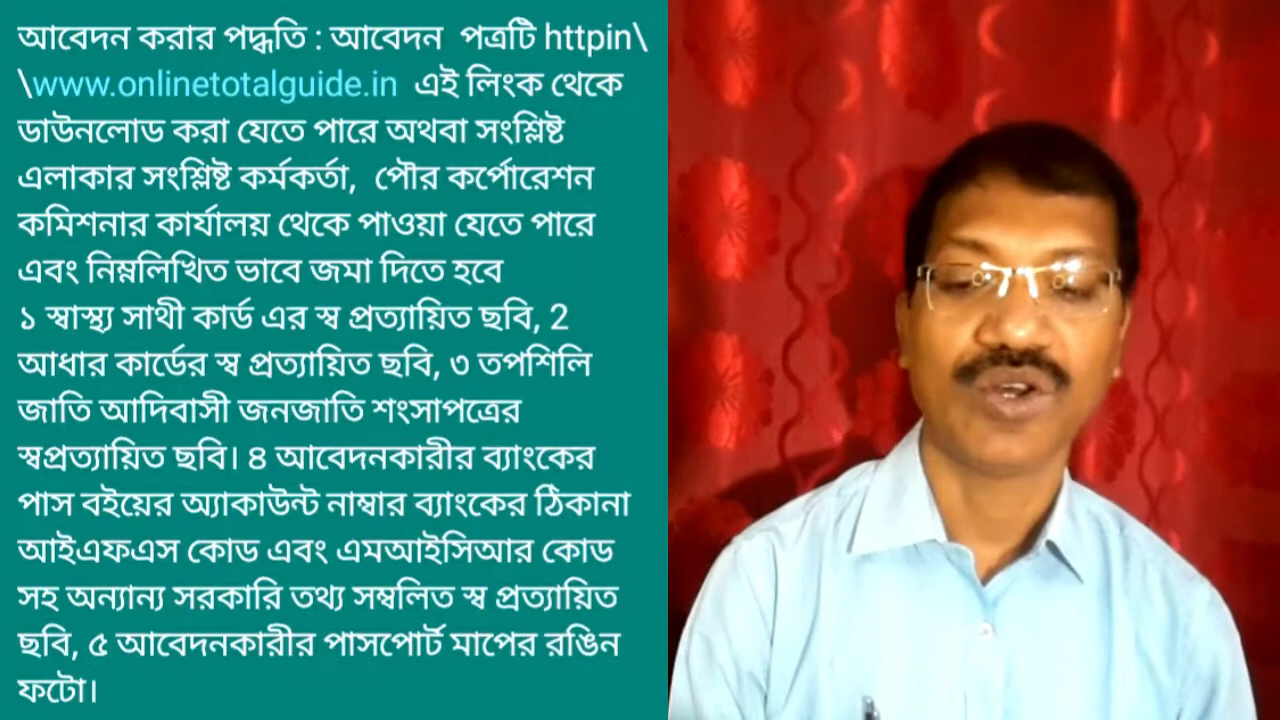 আবেদন করার পদ্ধতি : আবেদন পত্রটি httpin\
\www.onlinetotalguide.in এই লিংক থেকে
ডাউনলোড করা যেতে পারে অথবা সংশ্লিষ্ট
এলাকার সংশ্লিষ্ট কর্মকর্তা, পৌর কর্পোরেশন
কমিশনার কার্যালয় থেকে পাওয়া যেতে পারে
এবং নিম্নলিখিত ভাবে জমা দিতে হবে
১ স্বাস্থ্য সাথী কার্ড এর স্ব প্রত্যায়িত ছবি, 2
আধার কার্ডের স্ব প্রত্যায়িত ছবি, ৩ তপশিলি
জাতি আদিবাসী জনজাতি শংসাপত্রের
স্বপ্রত্যায়িত ছবি। ৪ আবেদনকারীর ব্যাংকের
পাস বইয়ের অ্যাকাউন্ট নাম্বার ব্যাংকের ঠিকানা
আইএফএস কোড এবং এমআইসিআর কোড
সহ অন্যান্য সরকারি তথ্য সম্বলিত স্ব প্রত্যায়িত
ছবি, ৫ আবেদনকারীর পাসপোর্ট মাপের রঙিন
ফটো।